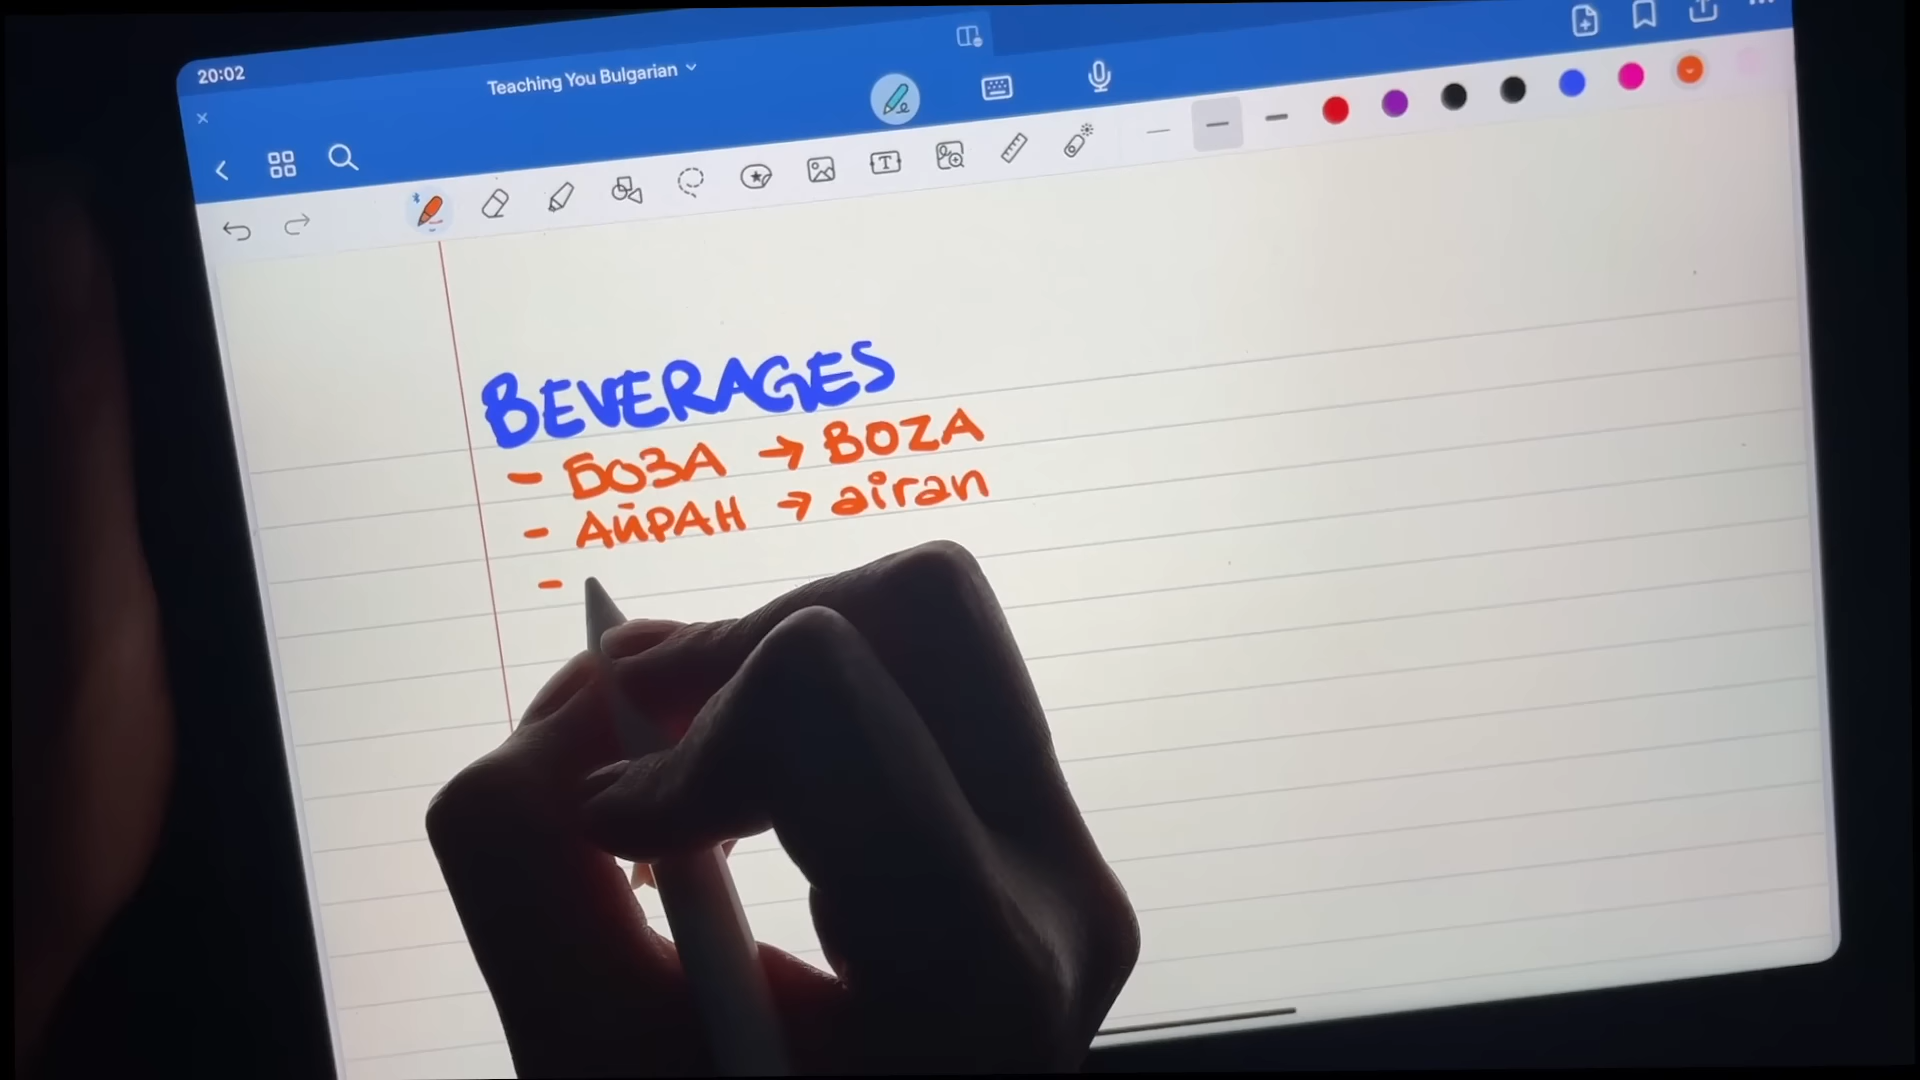 20:02
Teaching You Bulgarian
BEVERAGES
- БОЗА → BOZA
- АЙРАН → airan
-